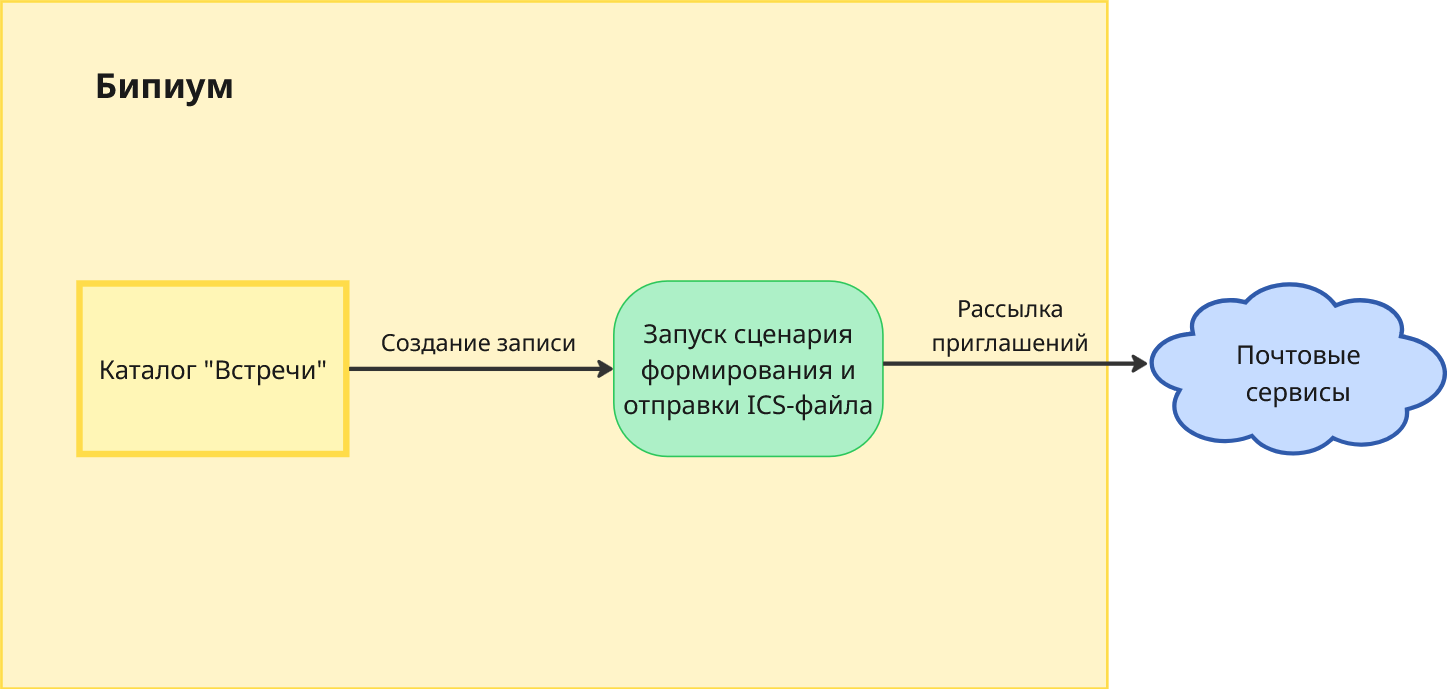 Бипиум
Каталог "Встречи"
Создание записи
Запуск сценария
формирования и
отправки ICS-файла
Рассылка
приглашений
Почтовые
сервисы